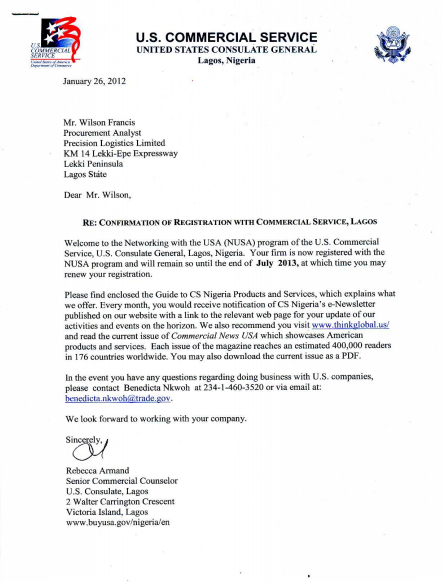 U.S. COMMERCIAL SERVICE
UNITED STATES CONSULATE GENERAL
Lagos, Nigeria
U.S.
COMMERCIAL
SERVICE
United States of America
Department of Commerce
January 26, 2012
Mr. Wilson Francis
Procurement Analyst
Precision Logistics Limited
KM 14 Lekki-Epe Expressway
Lekki Peninsula
Lagos State
Dear Mr. Wilson,
RE: CONFIRMATION OF REGISTRATION WITH COMMERCIAL SERVICE, LAGOS
Welcome to the Networking with the USA (NUSA) program of the U.S. Commercial
Service, U.S. Consulate General, Lagos, Nigeria. Your firm is now registered with the
NUSA program and will remain so until the end of July 2013, at which time you may
renew your registration.
Please find enclosed the Guide to CS Nigeria Products and Services, which explains what
we offer. Every month, you would receive notification of CS Nigeria's e-Newsletter
published on our website with a link to the relevant web page for your update of our
activities and events on the horizon. We also recommend you visit www.thinkglobal.us/
and read the current issue of Commercial News USA which showcases American
products and services. Each issue of the magazine reaches an estimated 400,000 readers
in 176 countries worldwide. You may also download the current issue as a PDF.
In the event you have any questions regarding doing business with U.S. companies,
please contact Benedicta Nkwoh at 234-1-460-3520 or via email at:
benedicta.nkwoh@trade.gov.
We look forward to working with your company.
Sincerely,
Rebecca Armand
Senior Commercial Counselor
U.S. Consulate, Lagos
2 Walter Carrington Crescent
Victoria Island, Lagos
www.buyusa.gov/nigeria/en